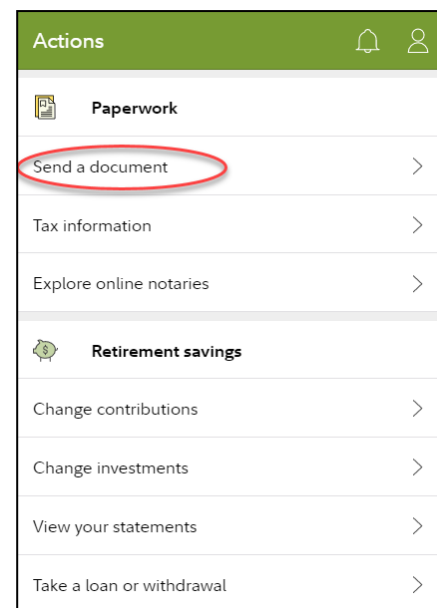 Actions
Paperwork
Send a document
Tax information
Explore online notaries
$
Retirement savings
Change contributions
Change investments
View your statements
Take a loan or withdrawal